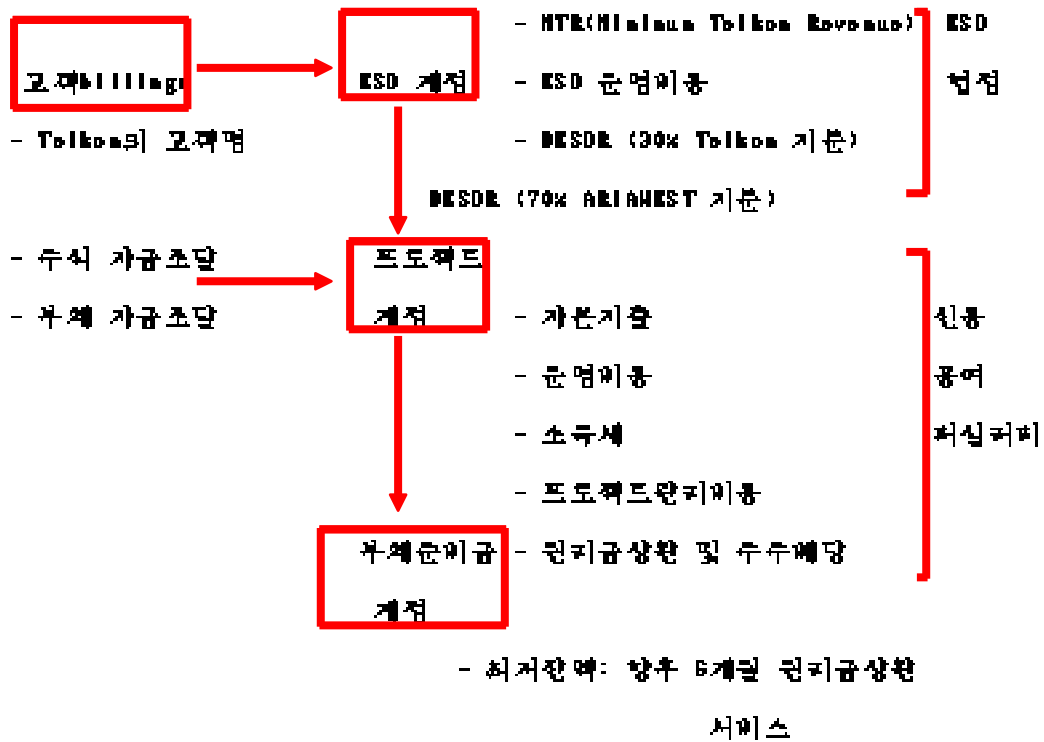 - MTR(Minimum Telkom Revenue) KSO
고객billings KSO 계정 - KSO 운영비용 협정
- Telkom의 고객명 - DKSOR (30% Telkom 지분)
DKSOR (70% ARIAWEST 지분)
- 주식 자금조달 프로젝트
- 부채 자금조달 계정 - 자본지출 신용
- 운영비용 공여
- 소득세 퍼실리티
- 프로젝트관리비용
부채준비금 - 원리금상환 및 주주배당
계정
- 최저잔액: 향후 6개월 원리금상환
서비스